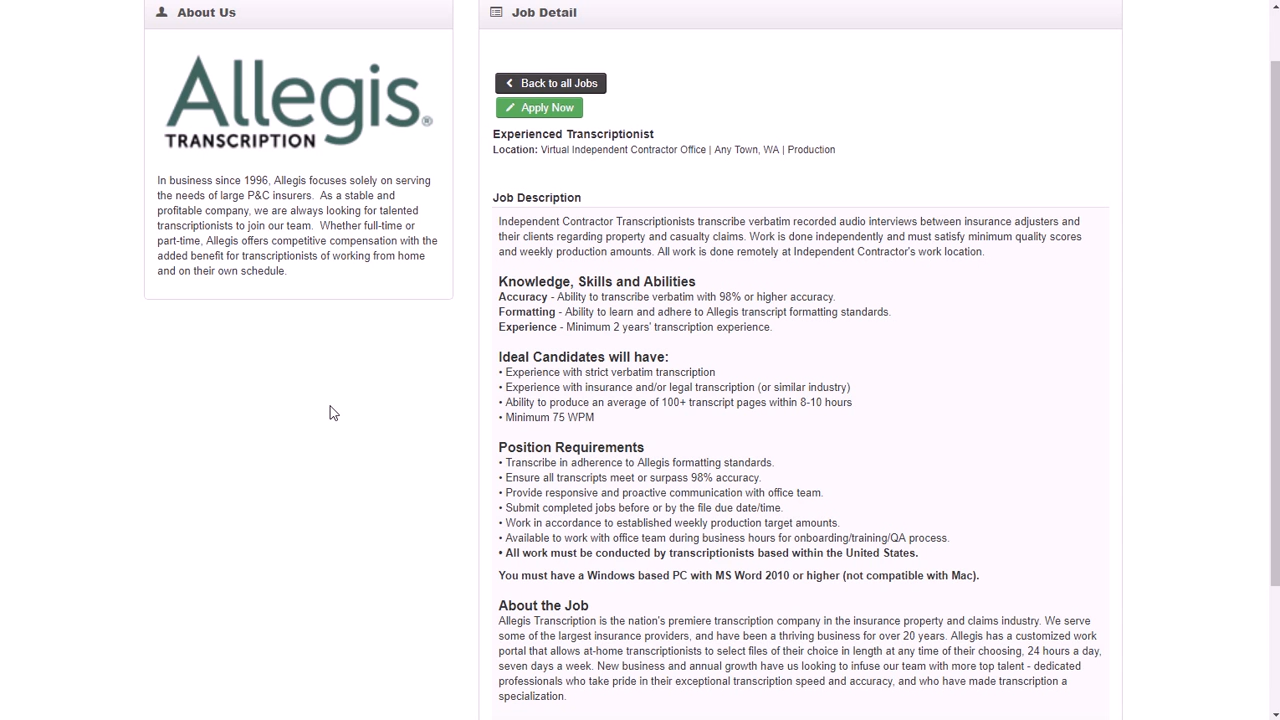 About Us
Allegis®
TRANSCRIPTION
In business since 1996, Allegis focuses solely on serving
the needs of large P&C insurers.  As a stable and
profitable company, we are always looking for talented
transcriptionists to join our team.  Whether full-time or
part-time, Allegis offers competitive compensation with the
added benefit for transcriptionists of working from home
and on their own schedule.
Job Detail
Back to all Jobs
Apply Now
Experienced Transcriptionist
Location: Virtual Independent Contractor Office | Any Town, WA | Production
Job Description
Independent Contractor Transcriptionists transcribe verbatim recorded audio interviews between insurance adjusters and
their clients regarding property and casualty claims. Work is done independently and must satisfy minimum quality scores
and weekly production amounts. All work is done remotely at Independent Contractor's work location.
Knowledge, Skills and Abilities
Accuracy - Ability to transcribe verbatim with 98% or higher accuracy.
Formatting - Ability to learn and adhere to Allegis transcript formatting standards.
Experience - Minimum 2 years' transcription experience.
Ideal Candidates will have:
• Experience with strict verbatim transcription
• Experience with insurance and/or legal transcription (or similar industry)
• Ability to produce an average of 100+ transcript pages within 8-10 hours
• Minimum 75 WPM
Position Requirements
• Transcribe in adherence to Allegis formatting standards.
• Ensure all transcripts meet or surpass 98% accuracy.
• Provide responsive and proactive communication with office team.
• Submit completed jobs before or by the file due date/time.
• Work in accordance to established weekly production target amounts.
• Available to work with office team during business hours for onboarding/training/QA process.
• All work must be conducted by transcriptionists based within the United States.
You must have a Windows based PC with MS Word 2010 or higher (not compatible with Mac).
About the Job
Allegis Transcription is the nation's premiere transcription company in the insurance property and claims industry. We serve
some of the largest insurance providers, and have been a thriving business for over 20 years. Allegis has a customized work
portal that allows at-home transcriptionists to select files of their choice in length at any time of their choosing, 24 hours a day,
seven days a week. New business and annual growth have us looking to infuse our team with more top talent - dedicated
professionals who take pride in their exceptional transcription speed and accuracy, and who have made transcription a
specialization.